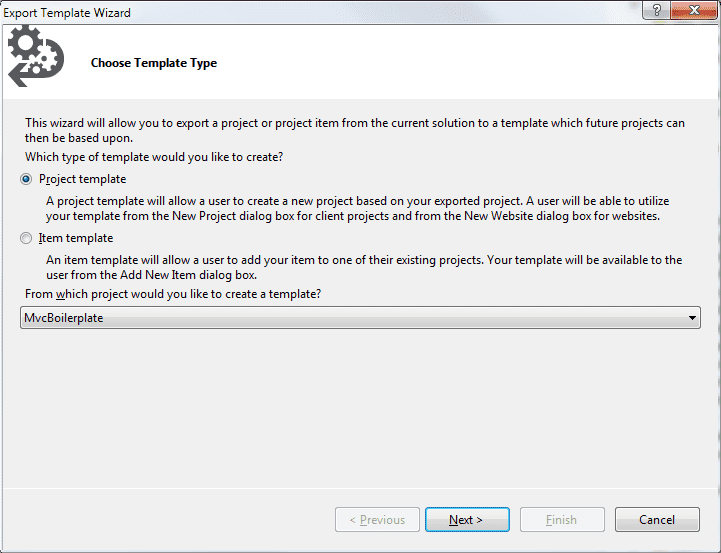 Export Template Wizard
?
Choose Template Type
This wizard will allow you to export a project or project item from the current solution to a template which future projects can
then be based upon.
Which type of template would you like to create?
Project template
A project template will allow a user to create a new project based on your exported project. A user will be able to utilize
your template from the New Project dialog box for client projects and from the New Website dialog box for websites.
Item template
An item template will allow a user to add your item to one of their existing projects. Your template will be available to the
user from the Add New Item dialog box.
From which project would you like to create a template?
MvcBoilerplate
< Previous
Next >
Finish
Cancel